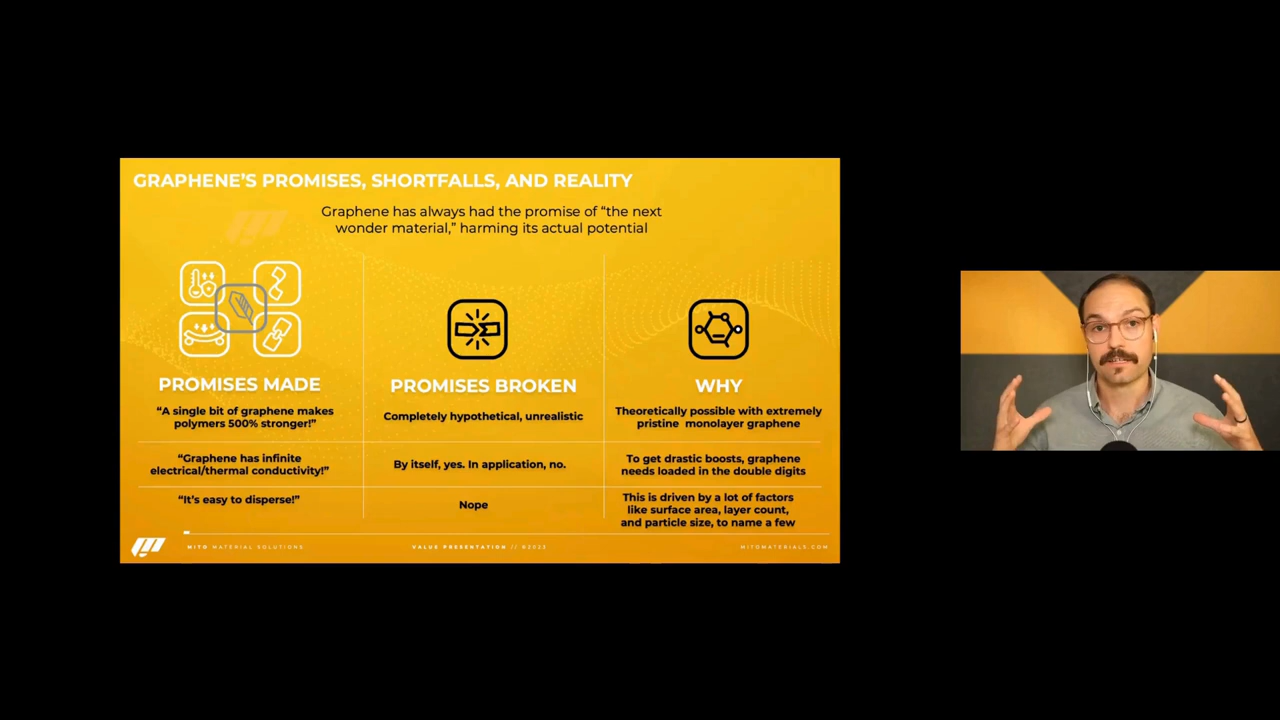 GRAPHENE'S PROMISES, SHORTFALLS, AND REALITY
Graphene has always had the promise of “the next
wonder material,” harming its actual potential
PROMISES MADE
“A single bit of graphene makes
polymers 500% stronger!”
“Graphene has infinite
electrical/thermal conductivity!”
“It's easy to disperse!”
PROMISES BROKEN
Completely hypothetical, unrealistic
By itself, yes. In application, no.
Nope
WHY
Theoretically possible with extremely
pristine monolayer graphene
To get drastic boosts, graphene
needs loaded in the double digits
This is driven by a lot of factors
like surface area, layer count,
and particle size, to name a few
MITO MATERIAL SOLUTIONS
VALUE PRESENTATION // ©2023
MITOMATERIALS.COM